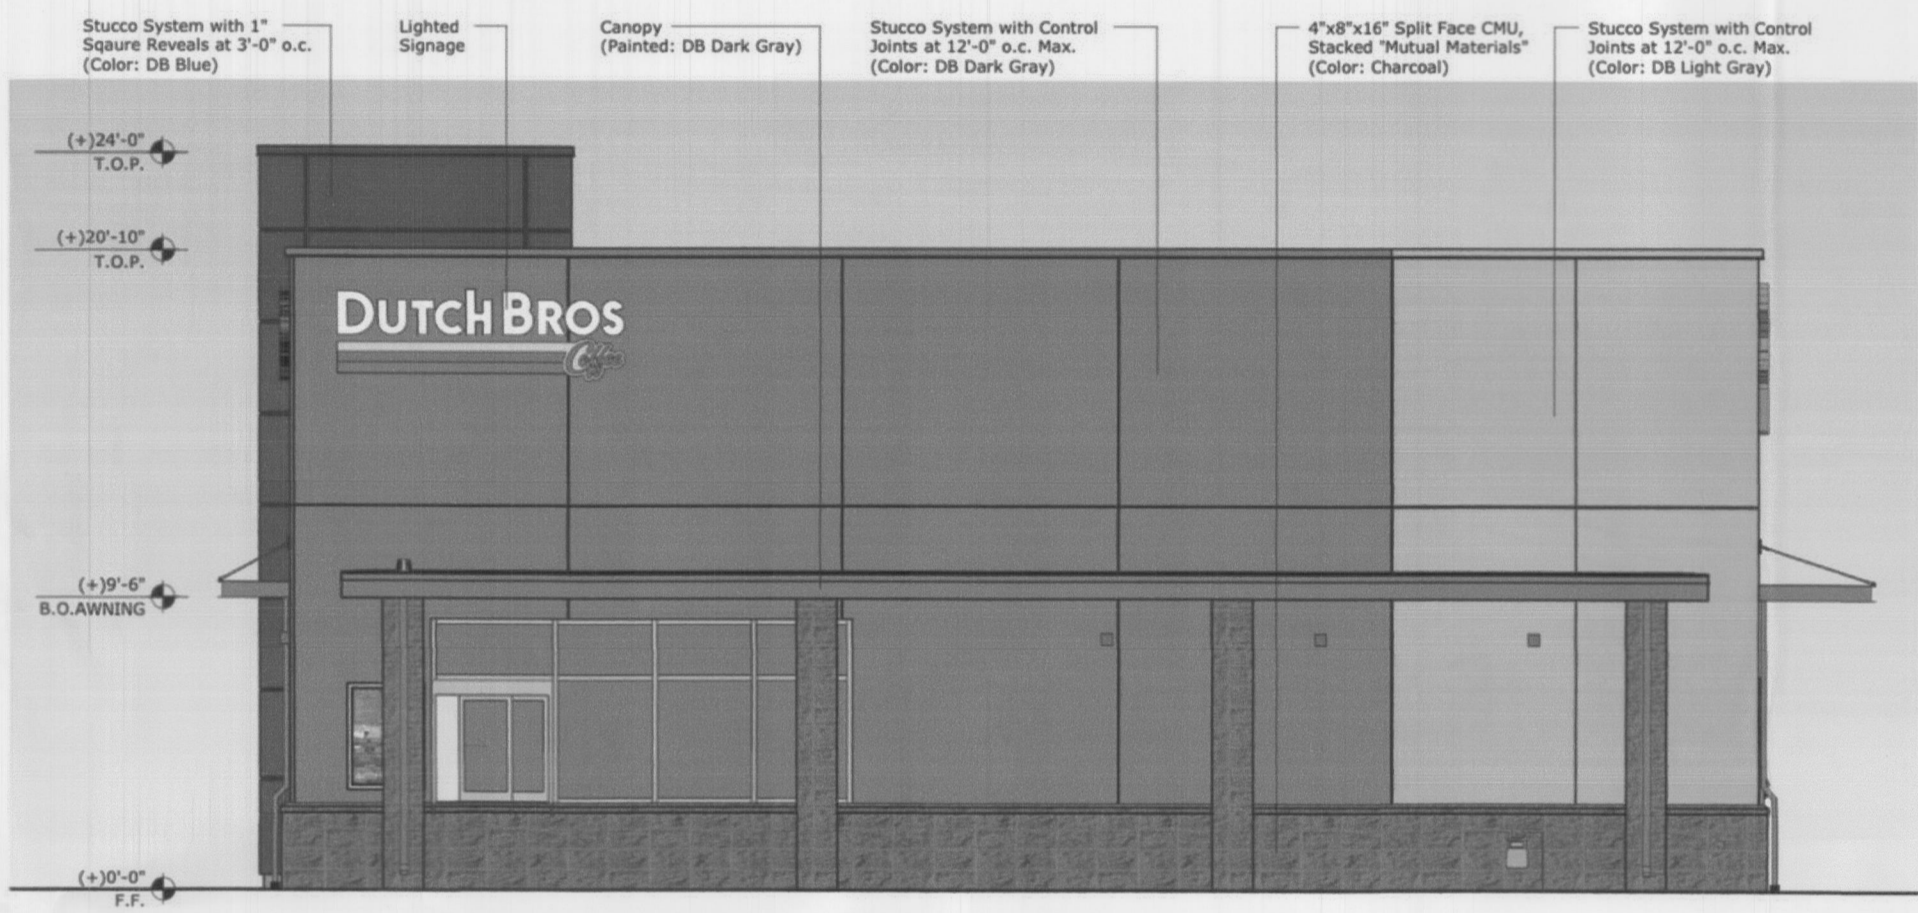 Stucco System with 1"
Sqaure Reveals at 3'-0" o.c.
(Color: DB Blue)
Lighted
Signage
Canopy
(Painted: DB Dark Gray)
Stucco System with Control
Joints at 12'-0" o.c. Max.
(Color: DB Dark Gray)
4"x8"x16" Split Face CMU,
Stacked "Mutual Materials"
(Color: Charcoal)
Stucco System with Control
Joints at 12'-0" o.c. Max.
(Color: DB Light Gray)
(+)24'-0"
T.O.P.
(+)20'-10"
T.O.P.
DUTCH BROS
Coffee
(+)9'-6"
B.O.AWNING
(+)0'-0"
F.F.